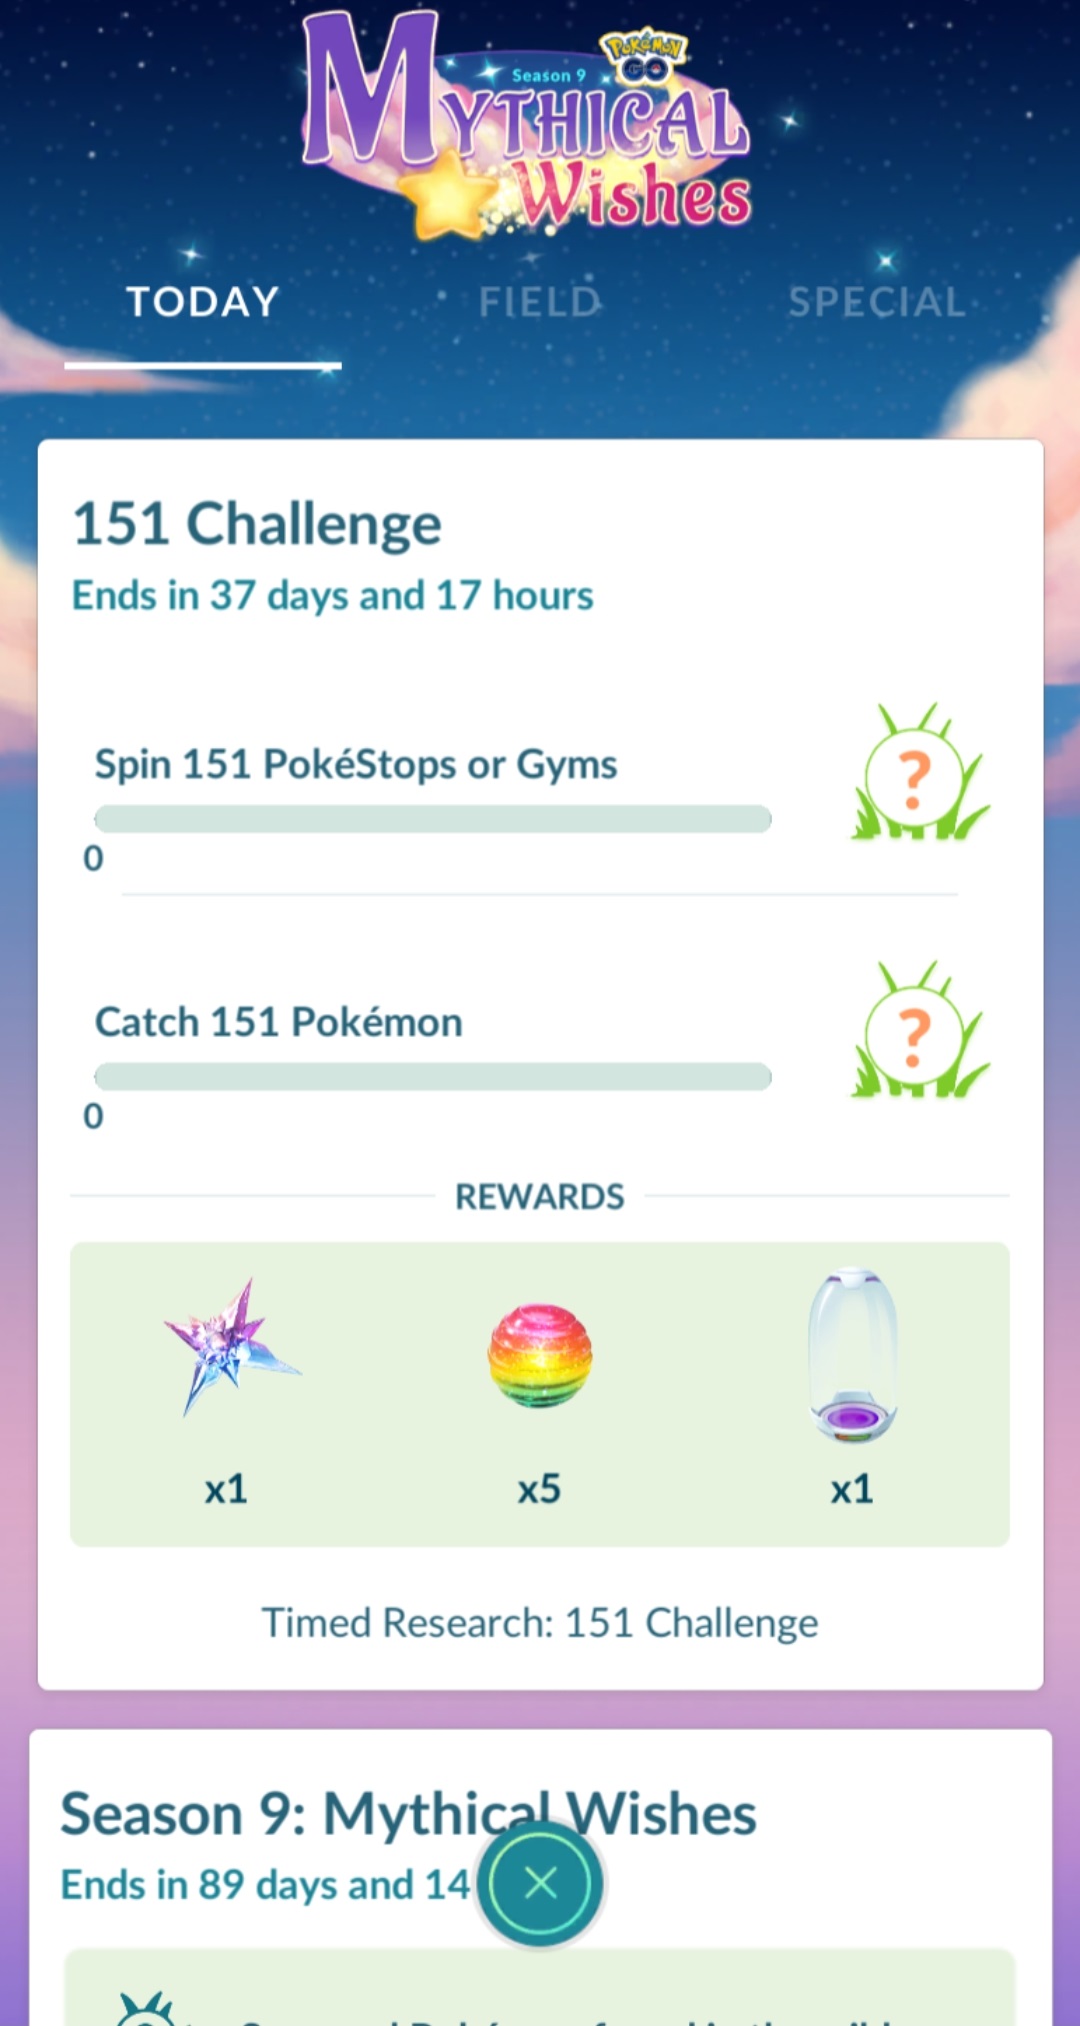 POKÉMON
GO
Season 9
MYTHICAL
Wishes
TODAY
FIELD
SPECIAL
151 Challenge
Ends in 37 days and 17 hours
Spin 151 PokéStops or Gyms
?
0
Catch 151 Pokémon
?
0
REWARDS
x1
x5
x1
Timed Research: 151 Challenge
Season 9: Mythical Wishes
Ends in 89 days and 14